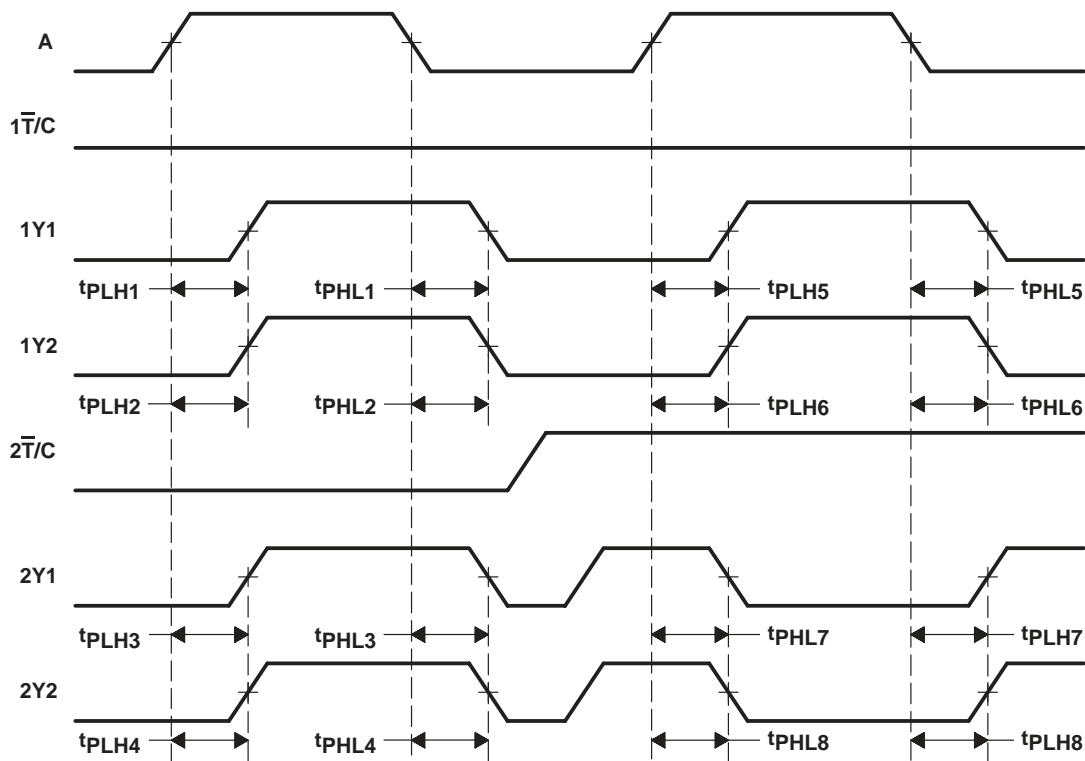 A
1T̅/C
1Y1
tPLH1 tPHL1 tPLH5 tPHL5
1Y2
tPLH2 tPHL2 tPLH6 tPHL6
2T̅/C
2Y1
tPLH3 tPHL3 tPHL7 tPLH7
2Y2
tPLH4 tPHL4 tPHL8 tPLH8